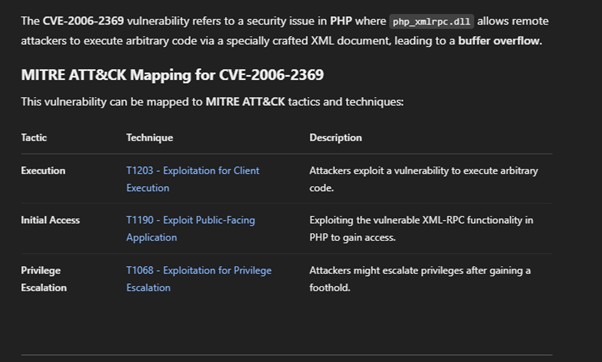 The CVE-2006-2369 vulnerability refers to a security issue in PHP where php_xmlrpc.dll allows remote
attackers to execute arbitrary code via a specially crafted XML document, leading to a buffer overflow.
MITRE ATT&CK Mapping for CVE-2006-2369
This vulnerability can be mapped to MITRE ATT&CK tactics and techniques:
Tactic Technique Description
Execution T1203 - Exploitation for Client Attackers exploit a vulnerability to execute arbitrary
Execution code.
Initial Access T1190 - Exploit Public-Facing Exploiting the vulnerable XML-RPC functionality in
Application PHP to gain access.
Privilege T1068 - Exploitation for Privilege Attackers might escalate privileges after gaining a
Escalation Escalation foothold.